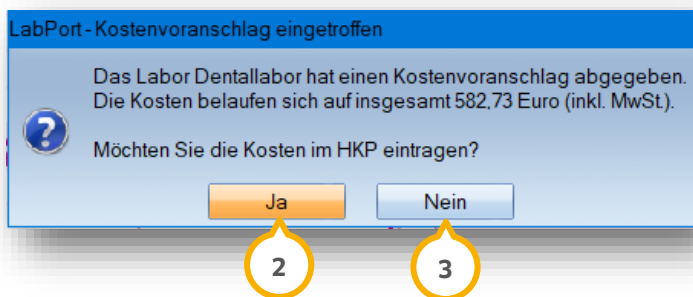 LabPort - Kostenvoranschlag eingetroffen
Das Labor Dentallabor hat einen Kostenvoranschlag abgegeben.
Die Kosten belaufen sich auf insgesamt 582,73 Euro (inkl. MwSt.).
Möchten Sie die Kosten im HKP eintragen?
Ja Nein
2 3